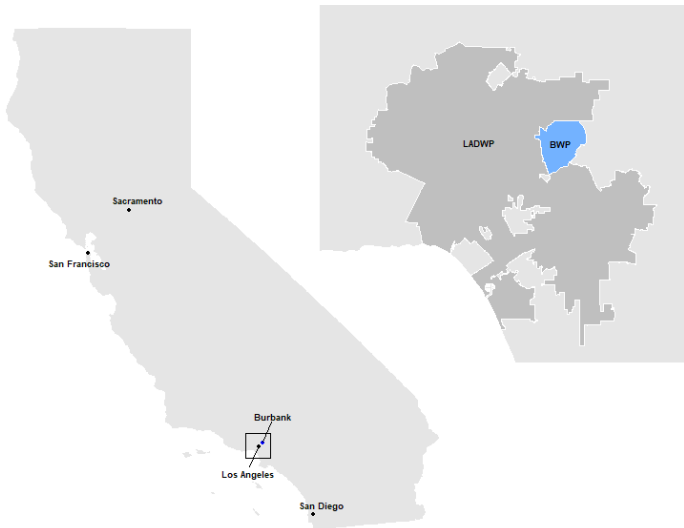 LADWP
BWP
Sacramento
San Francisco
Burbank
Los Angeles
San Diego